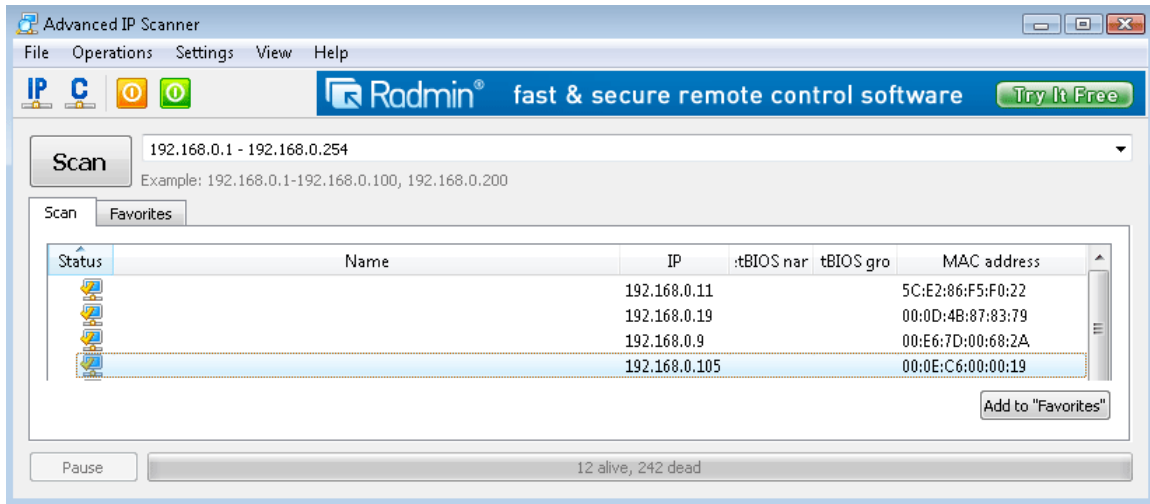 Advanced IP Scanner
File Operations Settings View Help
IP C Radmin® fast & secure remote control software Try It Free
Scan 192.168.0.1 - 192.168.0.254
Example: 192.168.0.1-192.168.0.100, 192.168.0.200
Scan Favorites
Status Name IP :tBIOS nar tBIOS gro MAC address
192.168.0.11 5C:E2:86:F5:F0:22
192.168.0.19 00:0D:4B:87:83:79
192.168.0.9 00:E6:7D:00:68:2A
192.168.0.105 00:0E:C6:00:00:19
Add to "Favorites"
Pause 12 alive, 242 dead